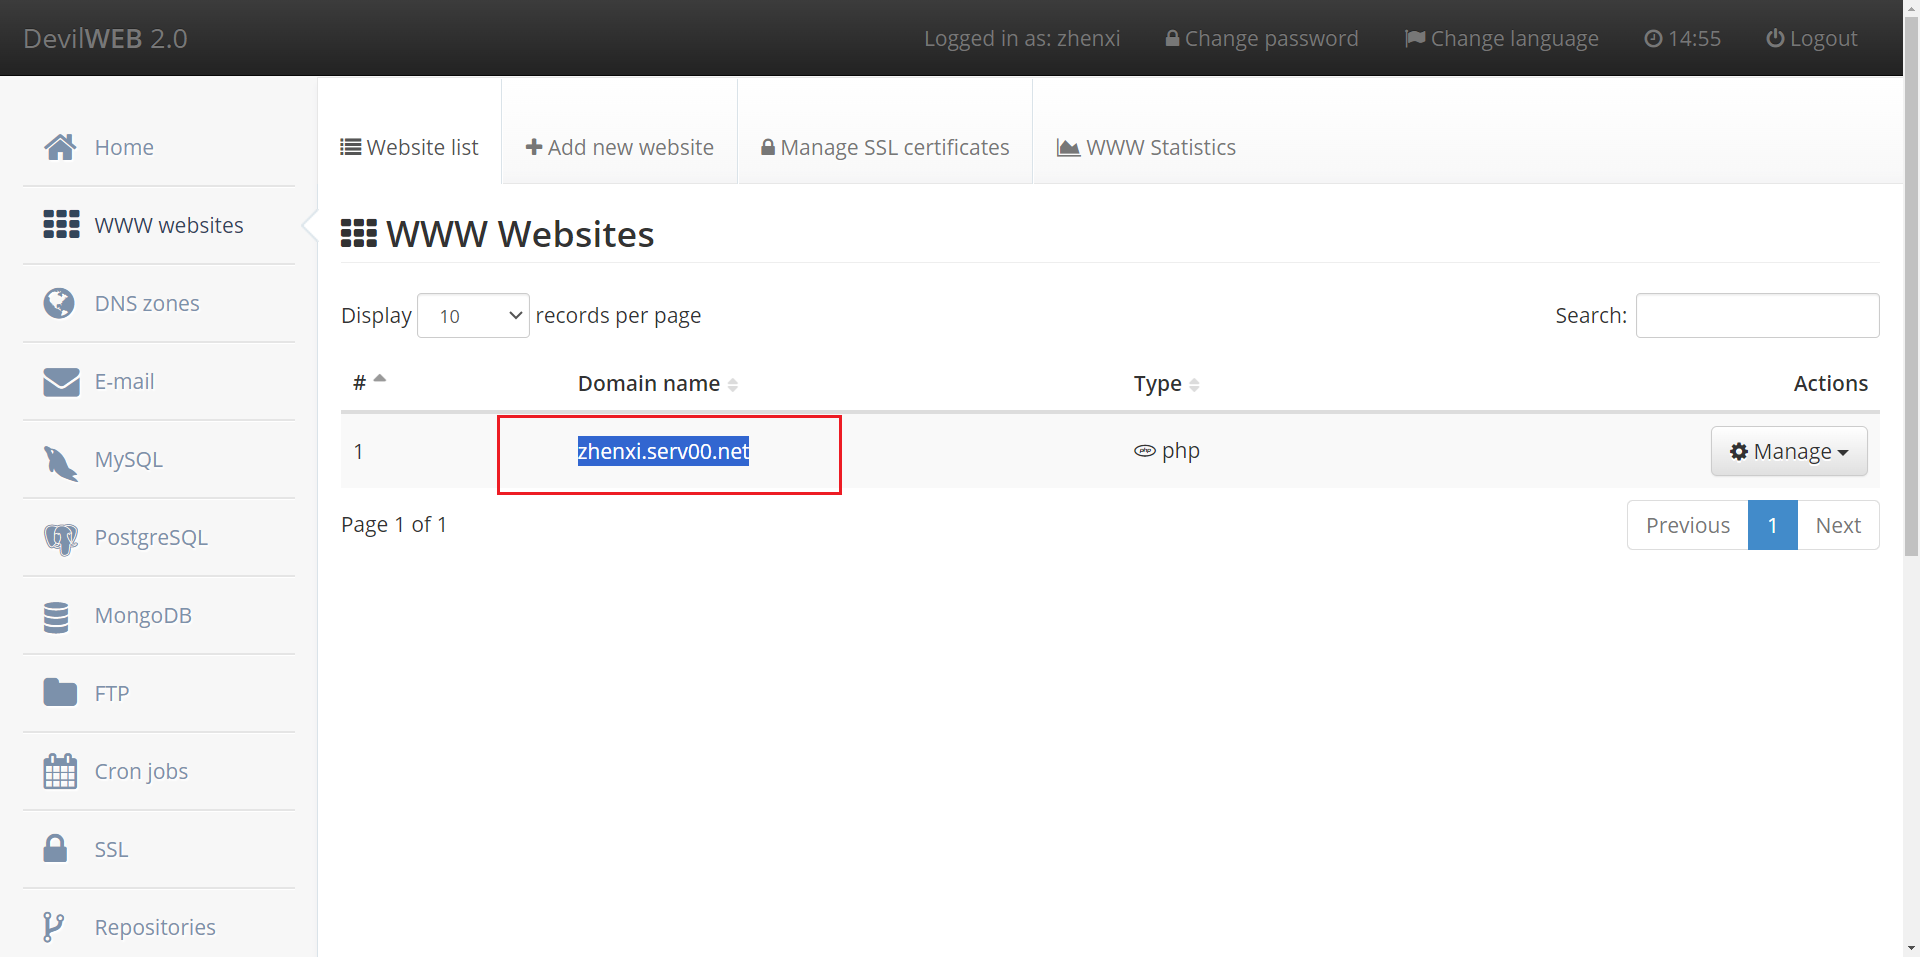 DevilWEB 2.0
Logged in as: zhenxi
Change password
Change language
14:55
Logout
Home
WWW websites
DNS zones
E-mail
MySQL
PostgreSQL
MongoDB
FTP
Cron jobs
SSL
Repositories
Website list
Add new website
Manage SSL certificates
WWW Statistics
WWW Websites
Display 10 records per page
Search:
# Domain name Type Actions
1 zhenxi.serv00.net php Manage
Page 1 of 1
Previous 1 Next